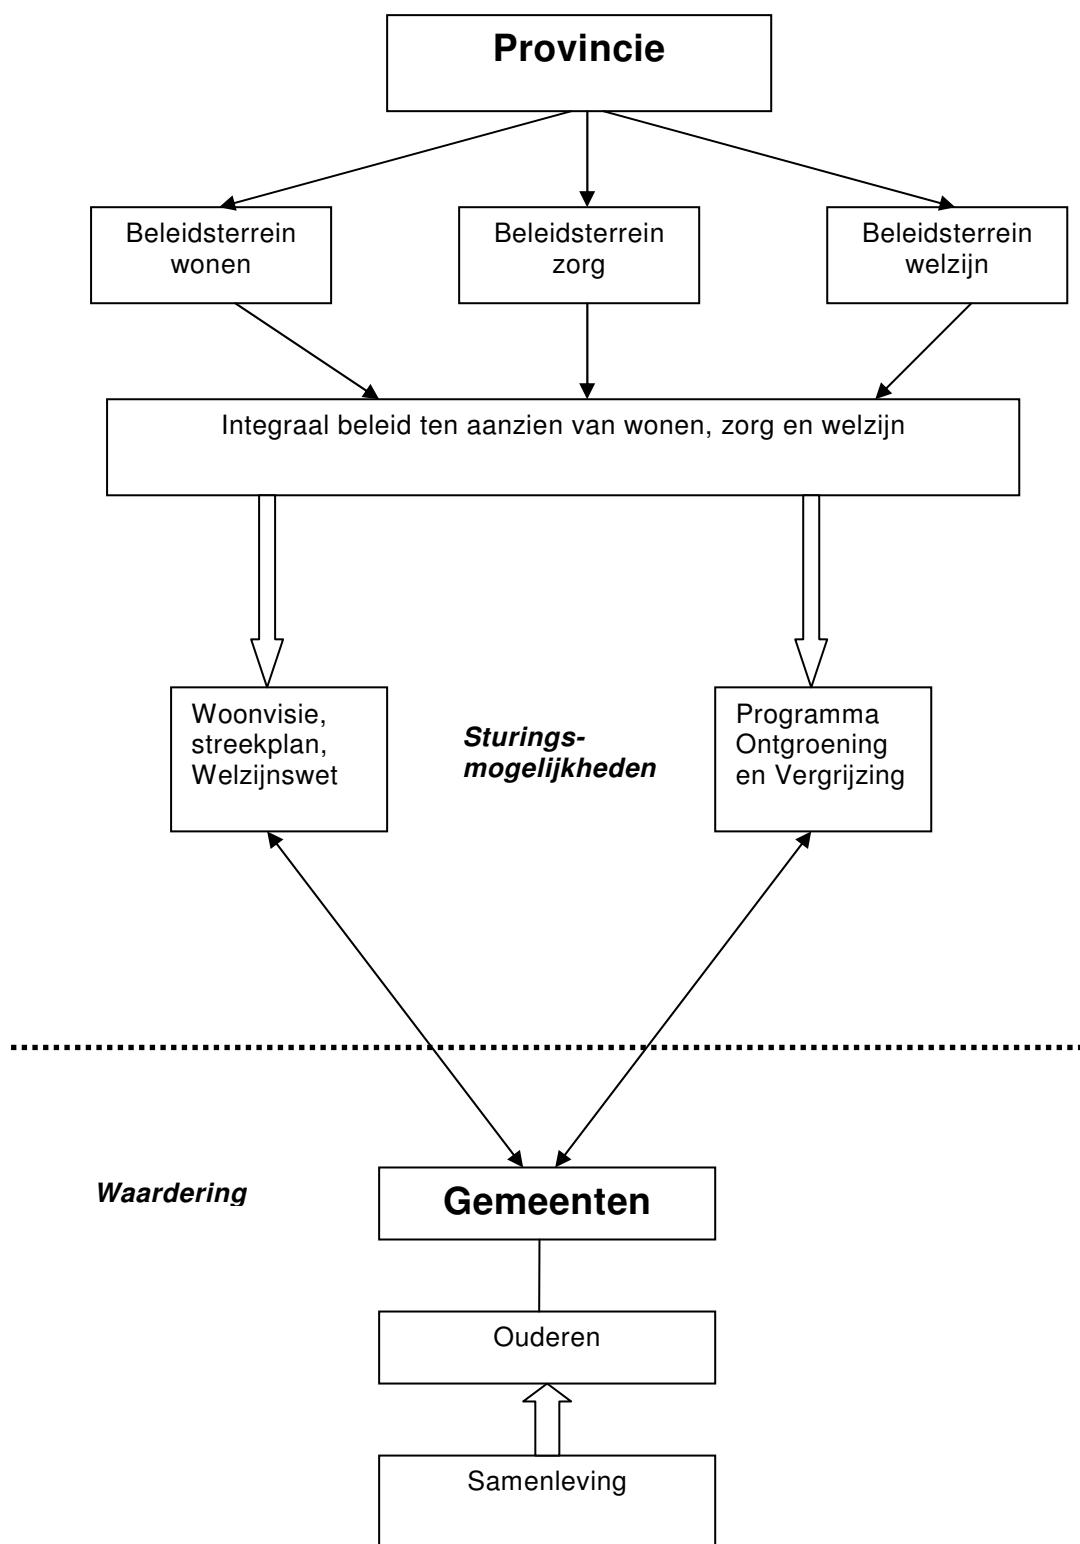 Provincie
Beleidsterrein
wonen
Beleidsterrein
zorg
Beleidsterrein
welzijn
Integraal beleid ten aanzien van wonen, zorg en welzijn
Woonvisie,
streekplan,
Welzijnswet
Sturings-
mogelijkheden
Programma
Ontgroening
en Vergrijzing
Waardering
Gemeenten
Ouderen
Samenleving